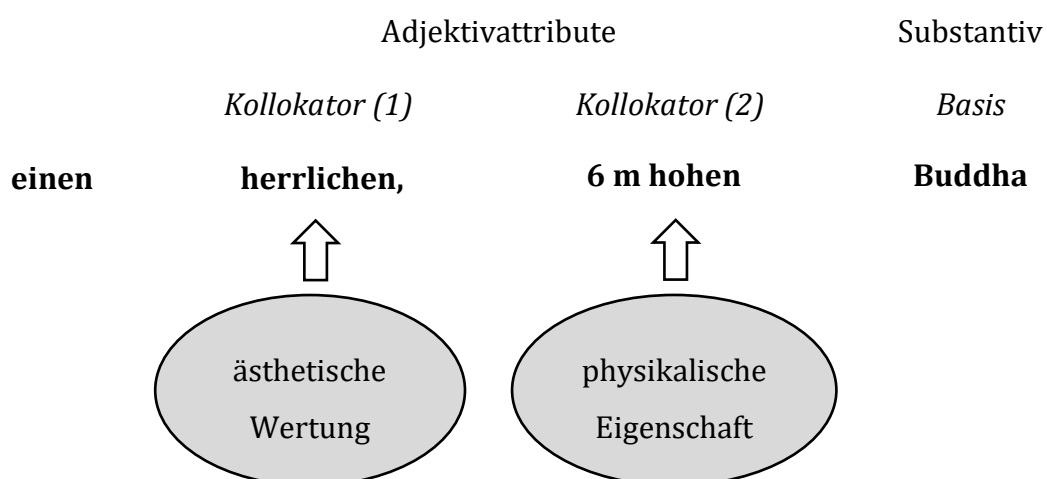 Adjektivattribute Substantiv
Kollokator (1) Kollokator (2) Basis
einen herrlichen, 6 m hohen Buddha
ästhetische physikalische
Wertung Eigenschaft